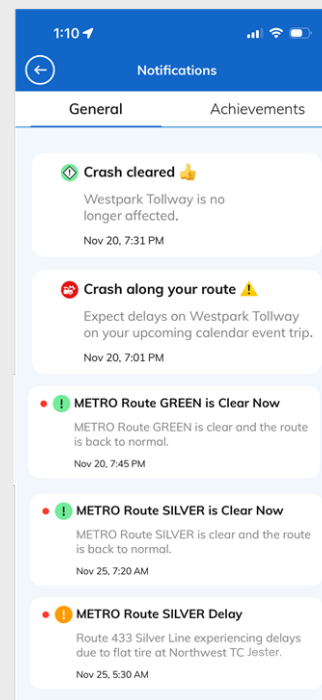 1:10
Notifications
General Achievements
Crash cleared 👍
Westpark Tollway is no
longer affected.
Nov 20, 7:31 PM
Crash along your route ⚠️
Expect delays on Westpark Tollway
on your upcoming calendar event trip.
Nov 20, 7:01 PM
METRO Route GREEN is Clear Now
METRO Route GREEN is clear and the route
is back to normal.
Nov 20, 7:45 PM
METRO Route SILVER is Clear Now
METRO Route SILVER is clear and the route
is back to normal.
Nov 25, 7:20 AM
METRO Route SILVER Delay
Route 433 Silver Line experiencing delays
due to flat tire at Northwest TC Jester.
Nov 25, 5:30 AM